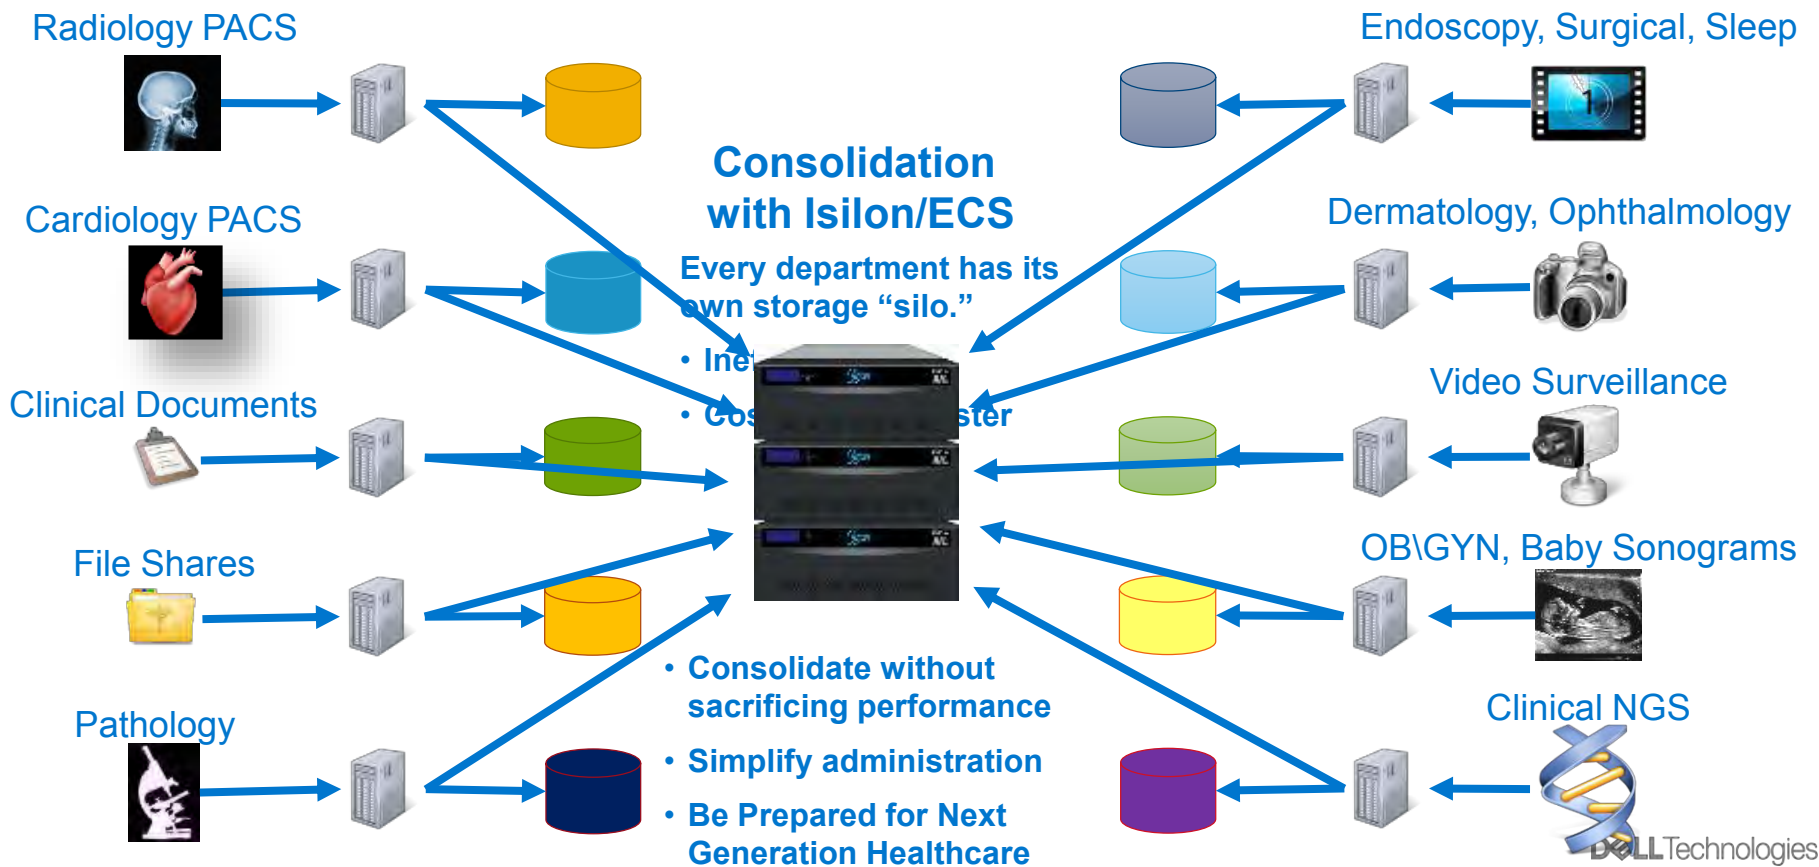 Radiology PACS
Endoscopy, Surgical, Sleep
Consolidation
with Isilon/ECS
Cardiology PACS
Dermatology, Ophthalmology
Every department has its
own storage “silo.”
Clinical Documents
Video Surveillance
File Shares
OB\GYN, Baby Sonograms
• Consolidate without
sacrificing performance
Pathology
Clinical NGS
• Simplify administration
• Be Prepared for Next
Generation Healthcare
DELL Technologies
1